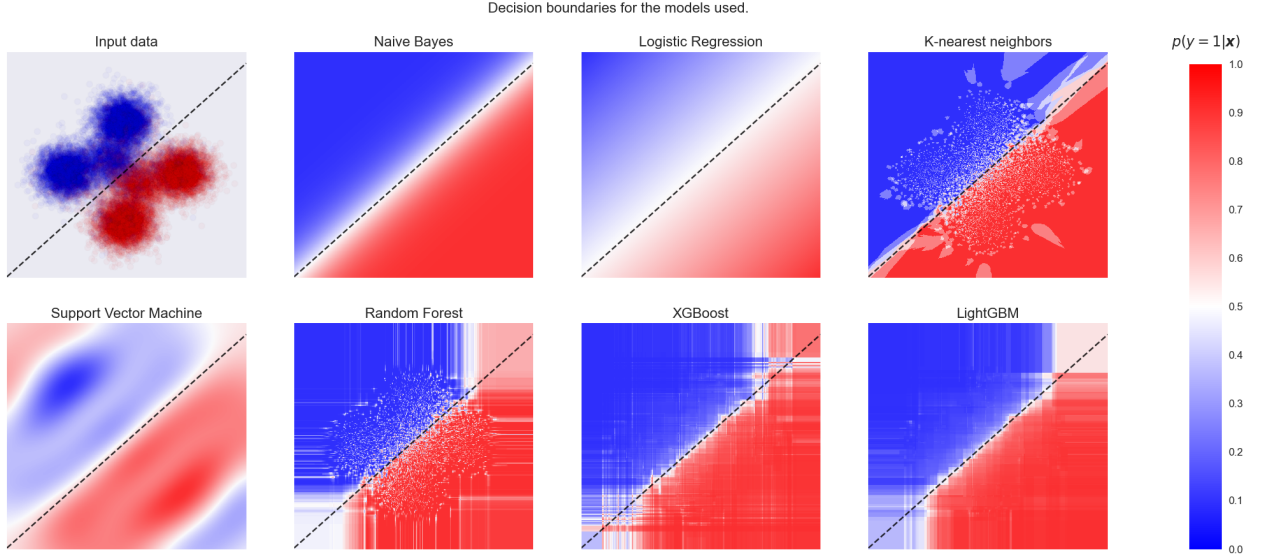 Decision boundaries for the models used.
Input data
Naive Bayes
Logistic Regression
K-nearest neighbors
p(y = 1|x)
1.0
0.9
0.8
0.7
0.6
0.5
0.4
0.3
0.2
0.1
0.0
Support Vector Machine
Random Forest
XGBoost
LightGBM